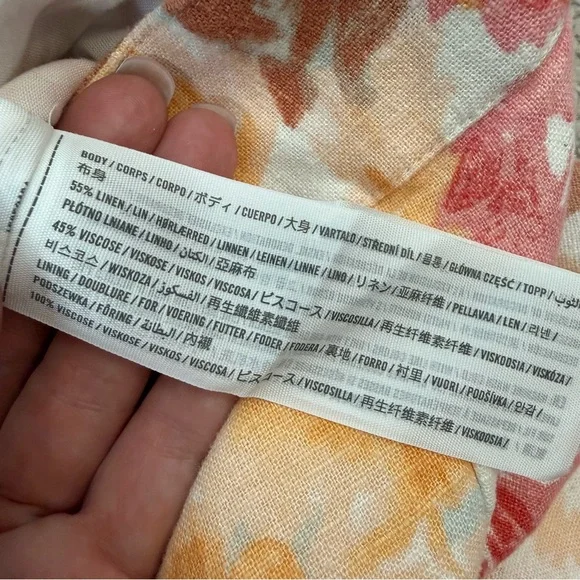 BODY / CORPS / CORPO / ボディ / CUERPO / 大身 / VARTALO / STŘEDNÍ DÍL / 몸통 / GŁÓWNA CZĘŚĆ / TOPP /
布身
55% LINEN / LIN / HØRLÆRRED / LINNEN / LEINEN / LINNE / LINO / リネン / 亚麻纤维 / PELLAVAA / LEN / 리넨 /
PŁÓTNO LNIANE / LINHO / الكتان / 亞麻布
45% VISCOSE / VISKOSE / VISKOS / VISCOSA / ビスコース / VISCOSILLA / 再生纤维素纤维 / VISKOOSIA / VISKÓZA /
비스코스 / WISKOZA / الفسكوز / 再生纖維素纖維
LINING / DOUBLURE / FOR / VOERING / FUTTER / FODER / FODERA / 裏地 / FORRO / 衬里 / VUORI / PODŠÍVKA / 안감 /
PODSZEWKA / FÔRING / البطانة / 內襯
100% VISCOSE / VISKOSE / VISKOS / VISCOSA / ビスコース / VISCOSILLA / 再生纤维素纤维 / VISKOOSIA /